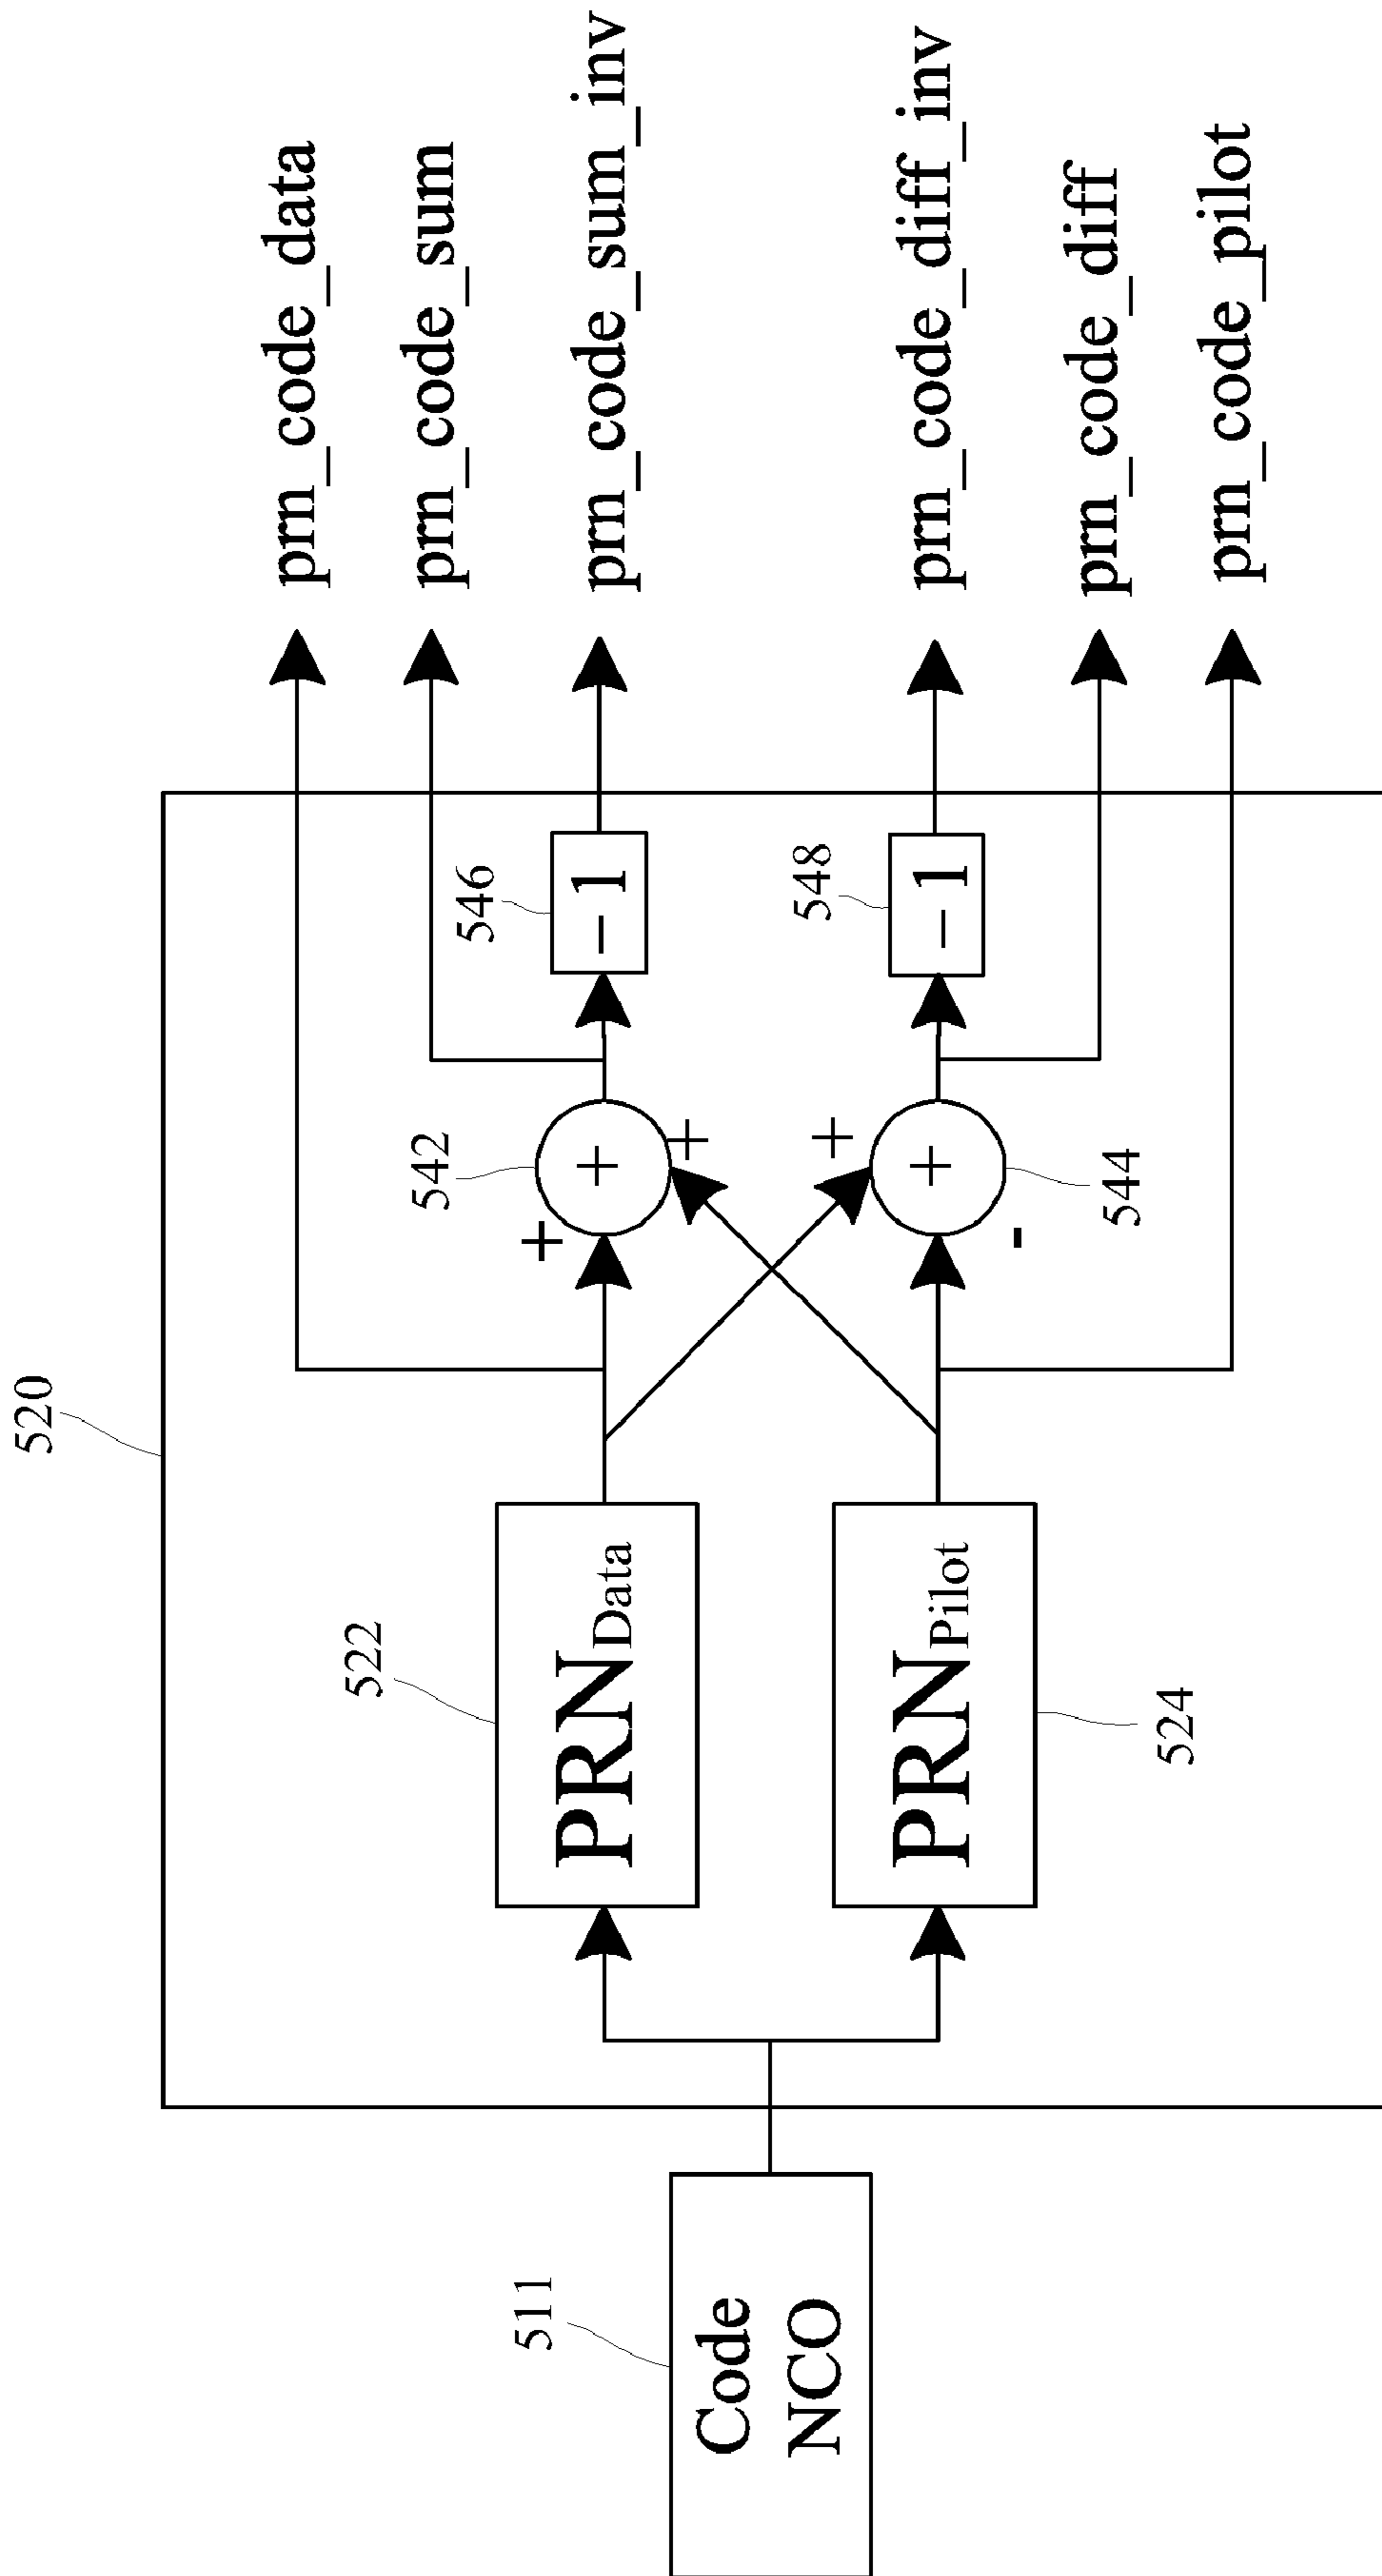 520
511
Code
NCO
522
PRNData
524
PRNPilot
542
+
+
+
544
+
+
-
546
-1
548
-1
prn_code_data
prn_code_sum
prn_code_sum_inv
prn_code_diff_inv
prn_code_diff
prn_code_pilot